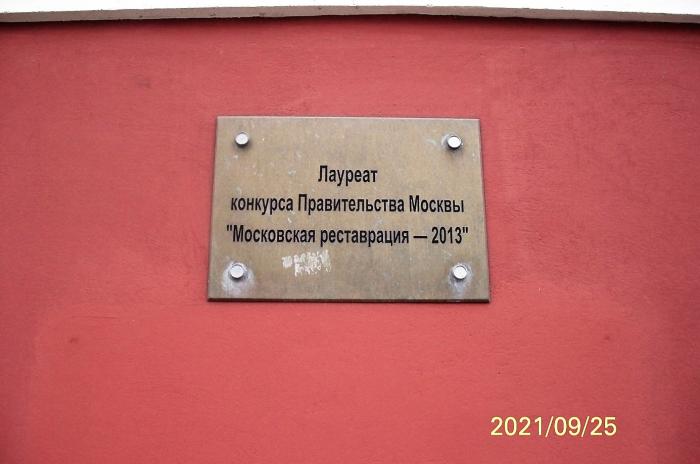 Лауреат
конкурса Правительства Москвы
"Московская реставрация — 2013"
2021/09/25